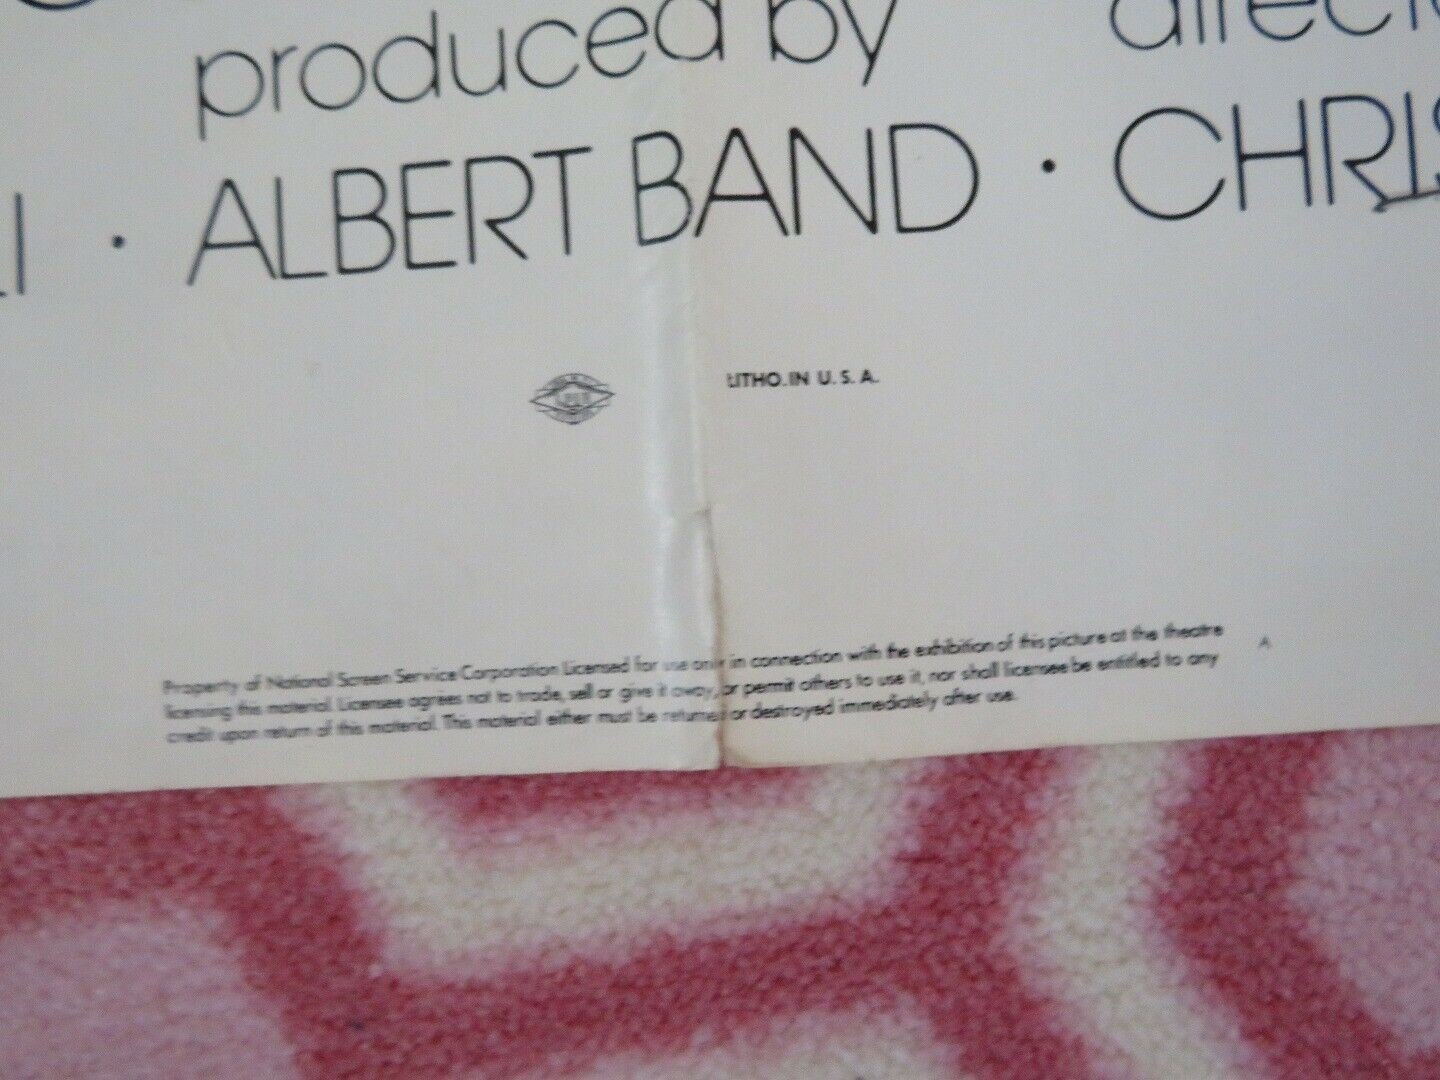 produced by direct
I · ALBERT BAND · CHRIS
LITHO. IN U. S. A.
Property of National Screen Service Corporation Licensed for use only in connection with the exhibition of this picture at the theatre
licensing this material. Licensee agrees not to trade, sell or give it away, or permit others to use it, nor shall licensee be entitled to any
credit upon return of this material. This material either must be returned or destroyed immediately after use.
A